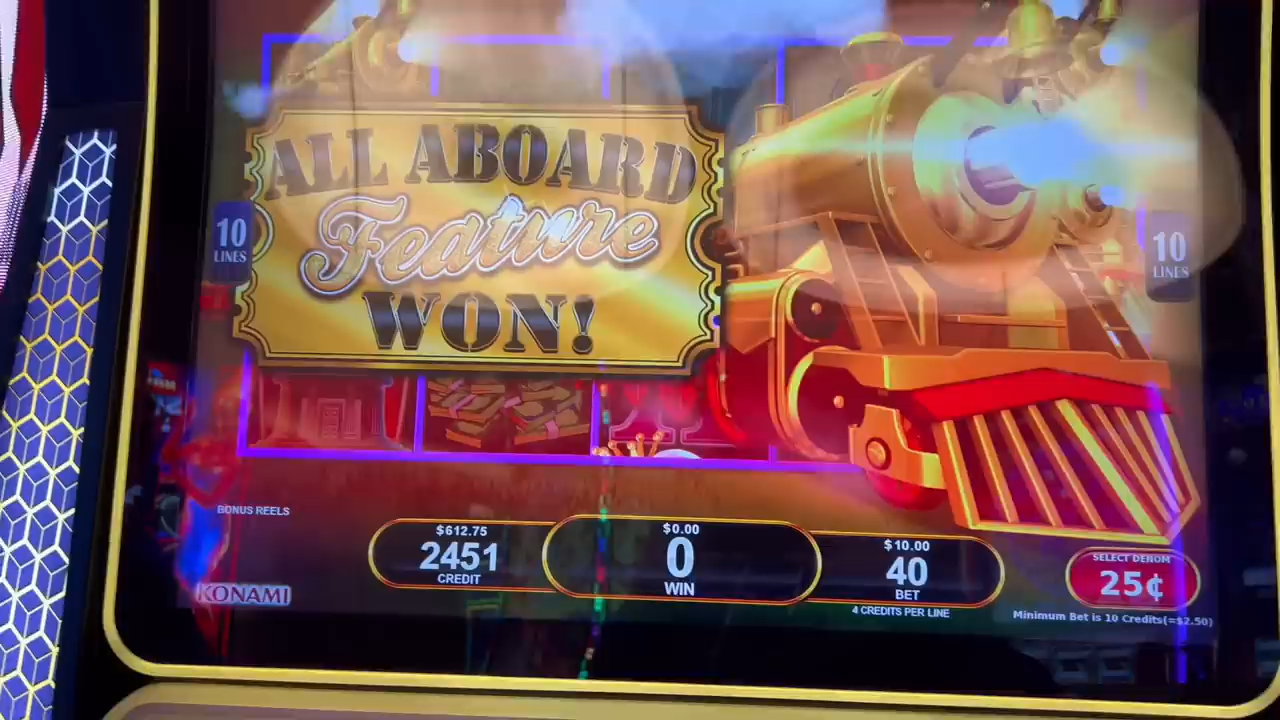 ALL ABOARD
Feature
WON!
10
LINES
10
LINES
BONUS REELS
KONAMI
$612.75
2451
CREDIT
$0.00
0
WIN
$10.00
40
BET
4 CREDITS PER LINE
SELECT DENOM
25¢
Minimum Bet is 10 Credits(=$2.50)